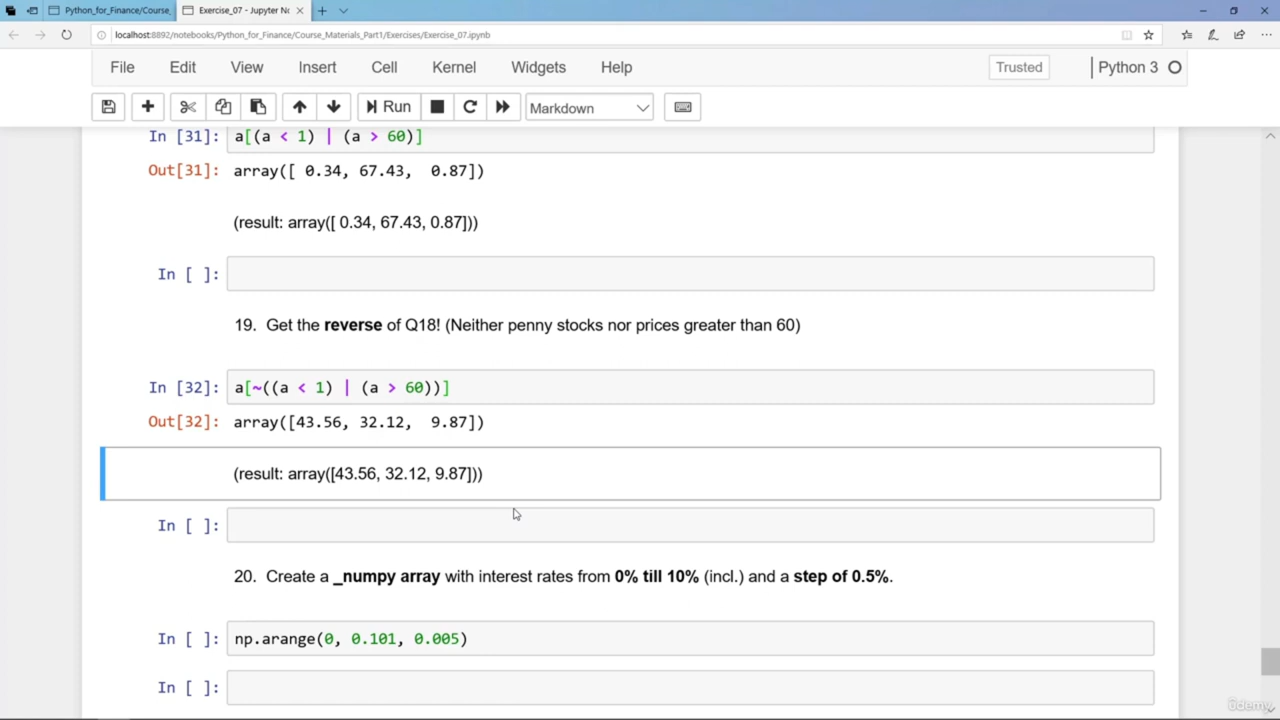 Python_for_Finance/Course_
Exercise_07 - Jupyter No
localhost:8892/notebooks/Python_for_Finance/Course_Materials_Part1/Exercises/Exercise_07.ipynb
File Edit View Insert Cell Kernel Widgets Help Trusted Python 3
Run Markdown
In [31]: a[(a < 1) | (a > 60)]
Out[31]: array([ 0.34, 67.43,  0.87])
(result: array([ 0.34, 67.43, 0.87]))
In [ ]:
19. Get the reverse of Q18! (Neither penny stocks nor prices greater than 60)
In [32]: a[~((a < 1) | (a > 60))]
Out[32]: array([43.56, 32.12,  9.87])
(result: array([43.56, 32.12, 9.87]))
In [ ]:
20. Create a _numpy array with interest rates from 0% till 10% (incl.) and a step of 0.5%.
In [ ]: np.arange(0, 0.101, 0.005)
In [ ]:
ûdemy